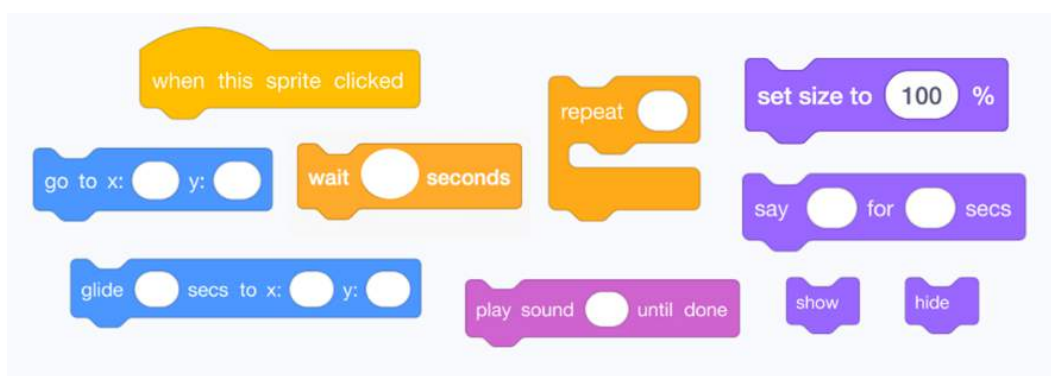 when this sprite clicked
repeat
set size to 100 %
go to x: y:
wait seconds
say for secs
glide secs to x: y:
play sound until done
show
hide